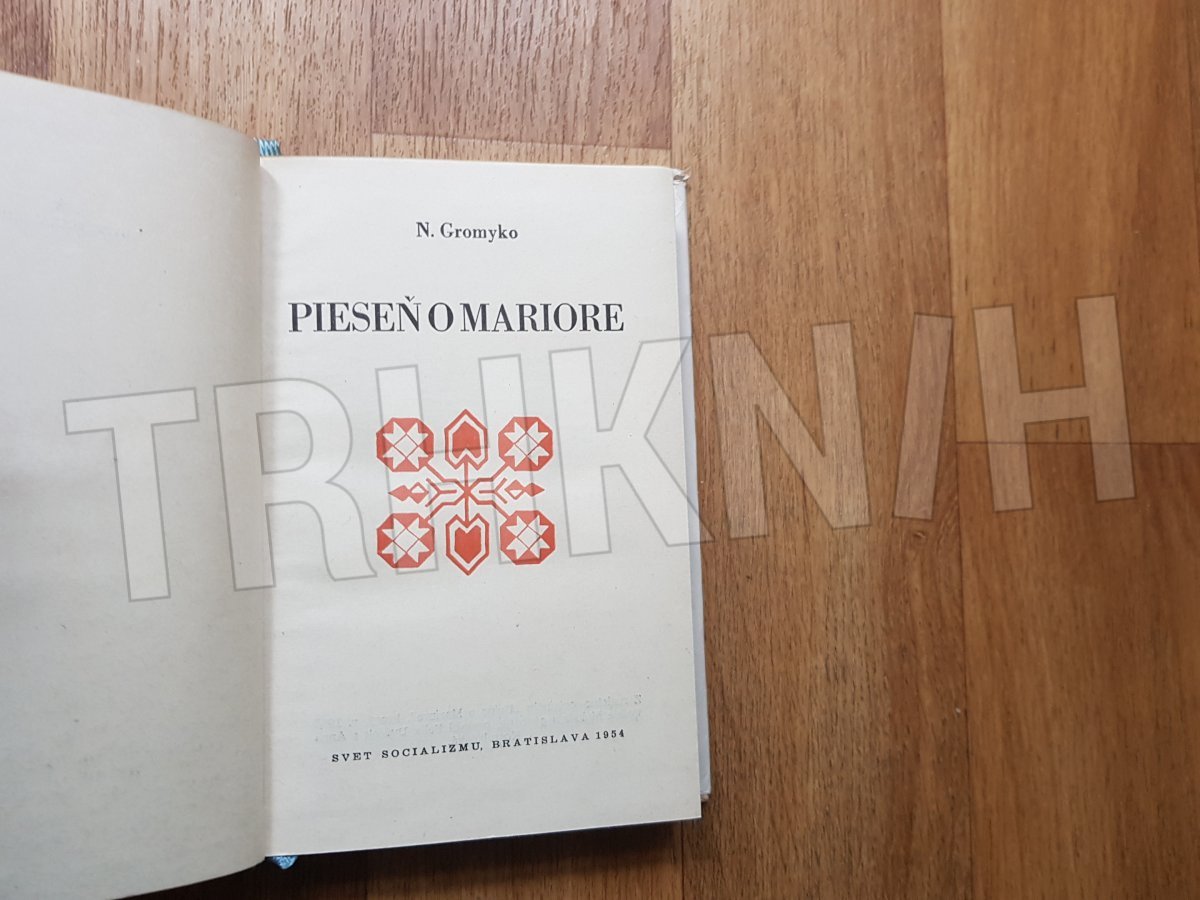 N. Gromyko
PIESEŇ O MARIORE
TRHKNIH
SVET SOCIALIZMU, BRATISLAVA 1954